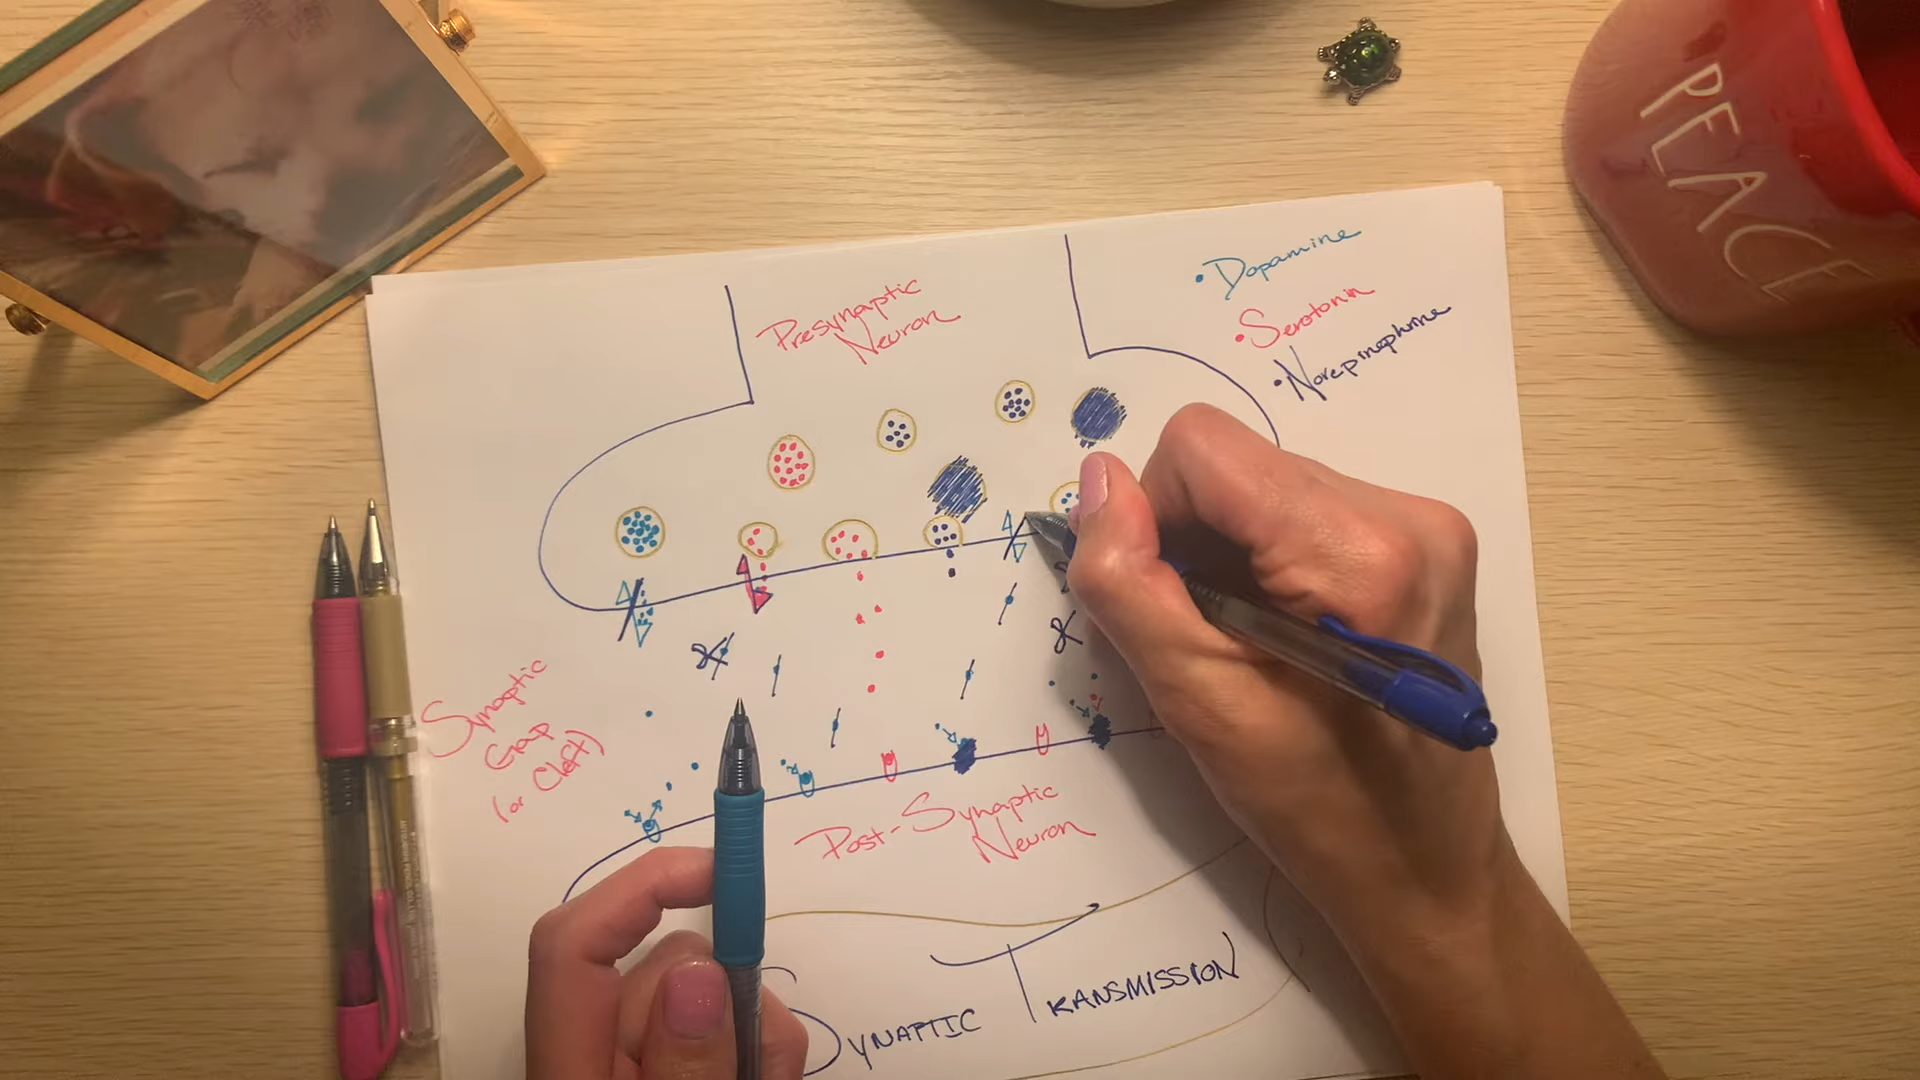 PEACE
Presynaptic
Neuron
• Dopamine
• Serotonin
• Norepinephrine
Synaptic
Gap
(or Cleft)
Post-Synaptic
Neuron
SYNAPTIC TRANSMISSION